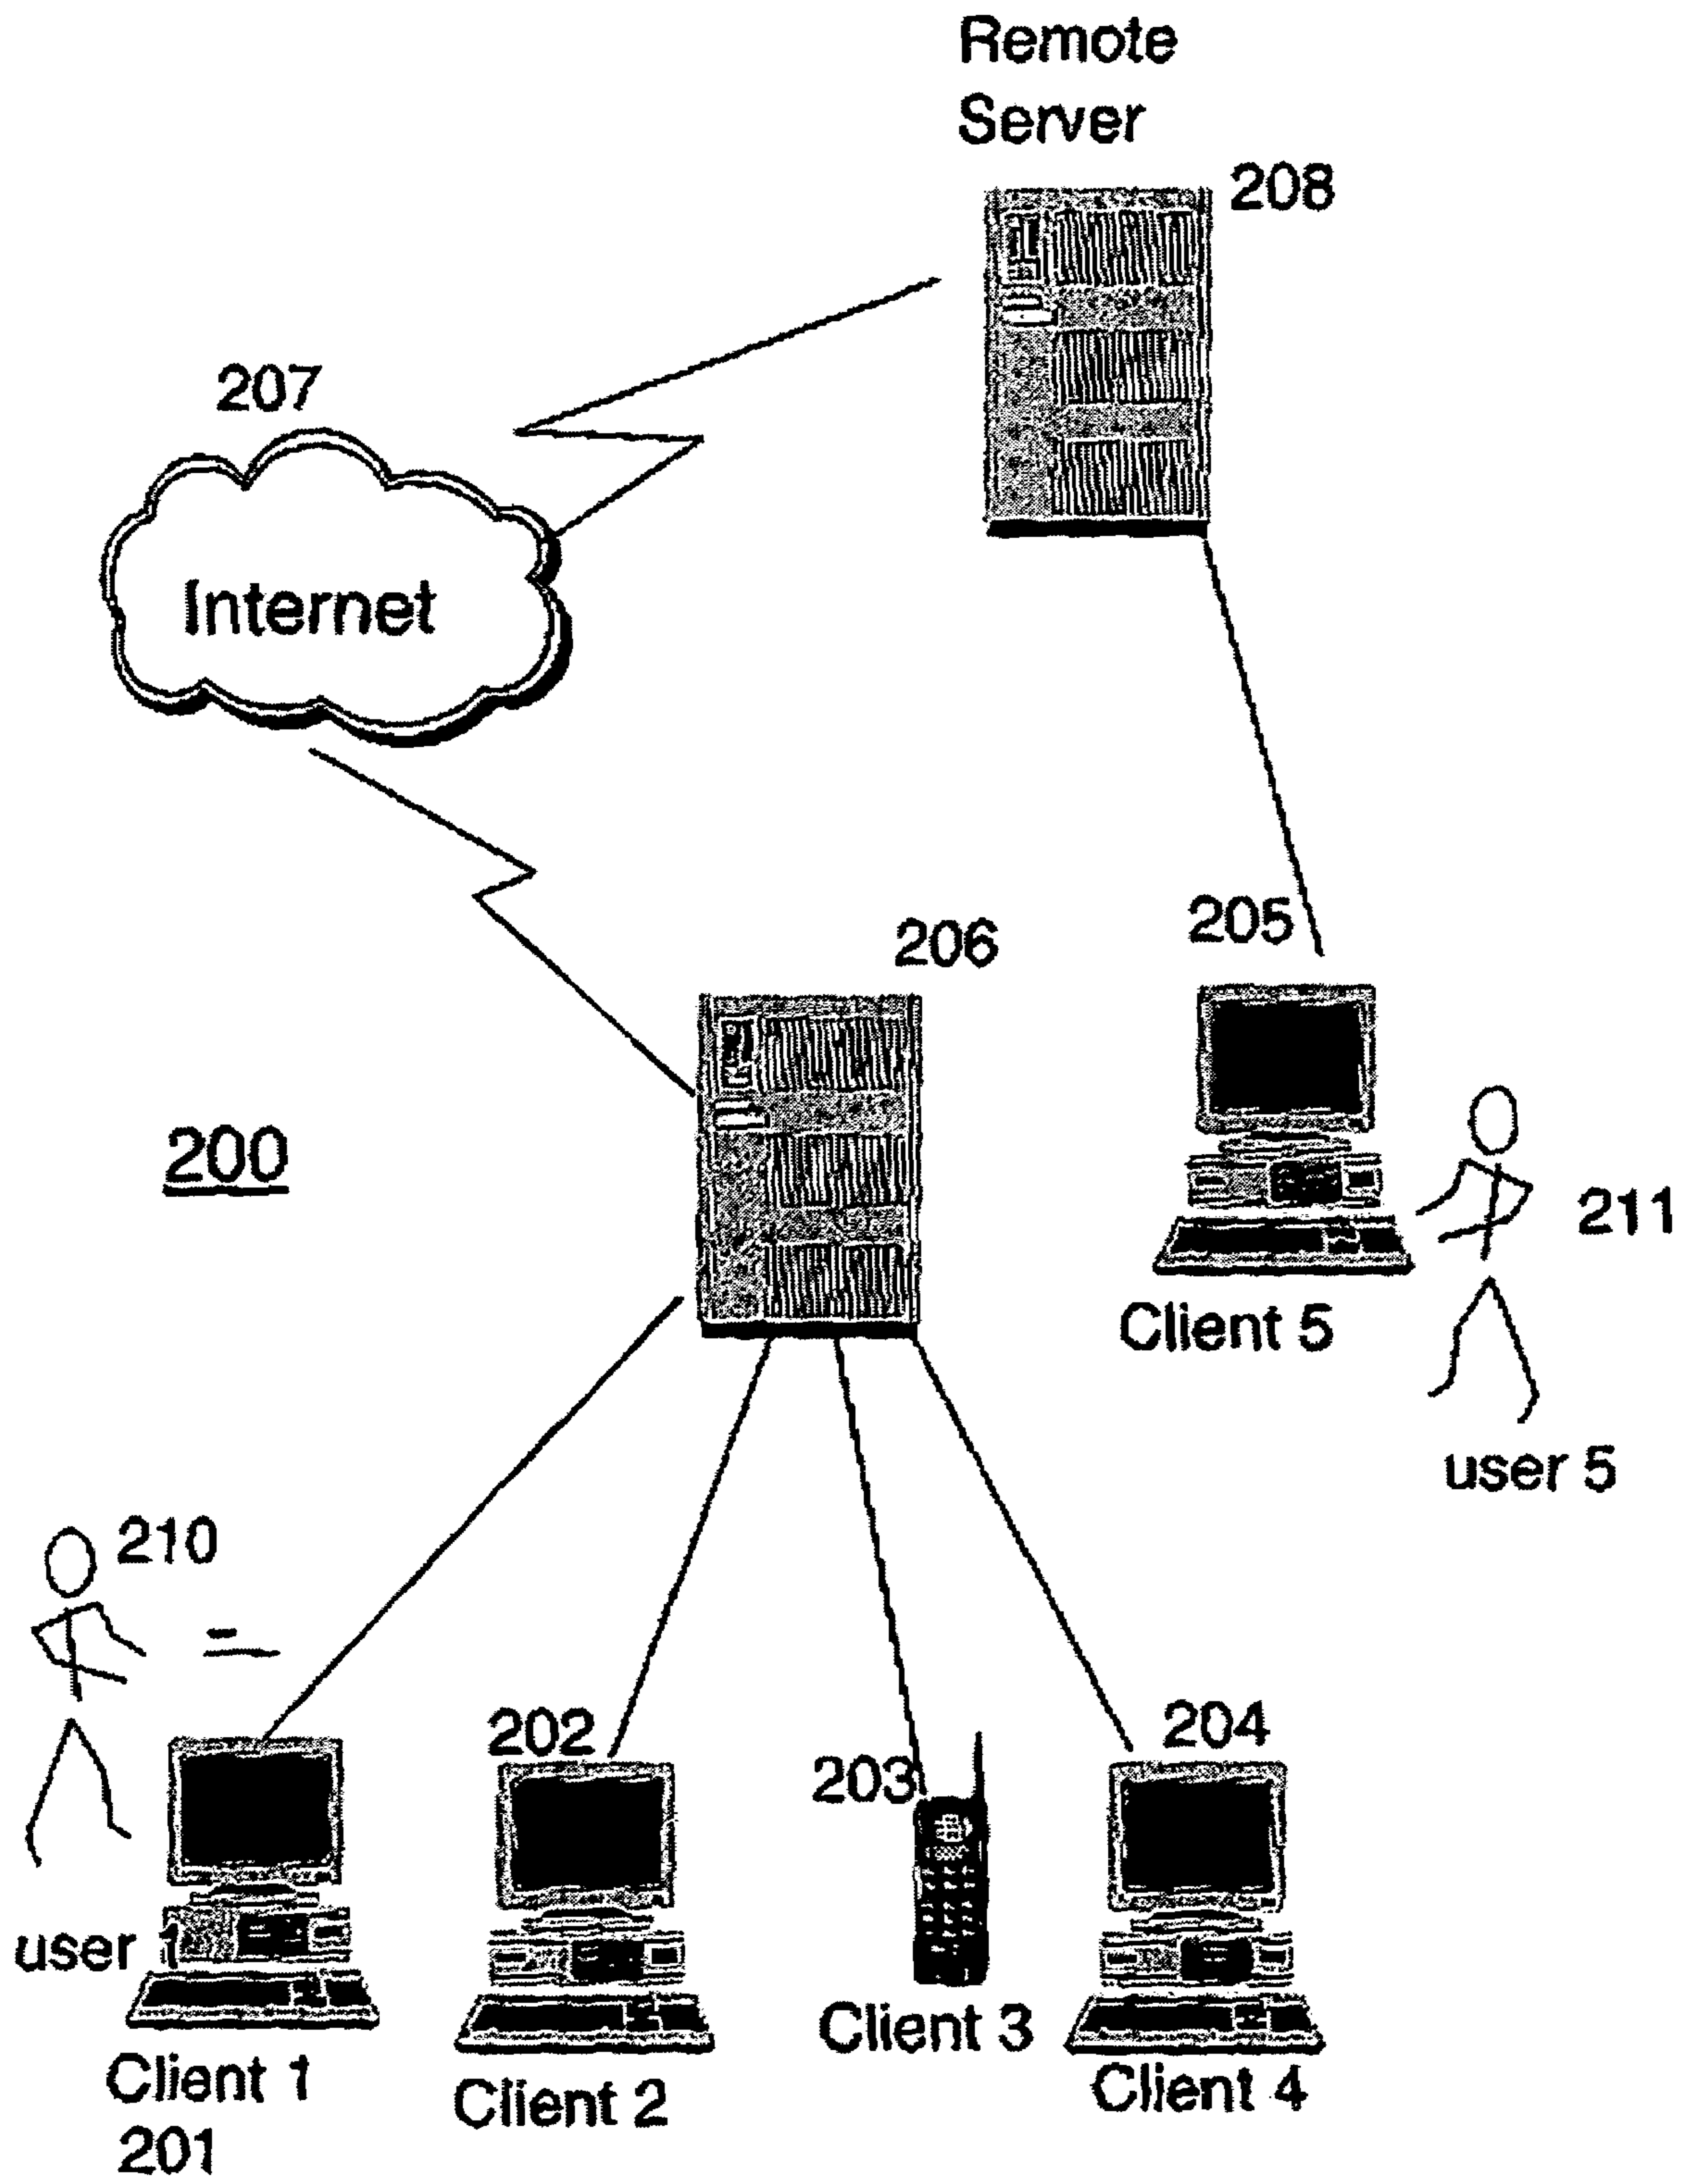 Remote
Server
208
207
Internet
205
206
200
211
Client 5
user 5
210
202
204
203
user 1
Client 3
Client 1
Client 2
Client 4
201